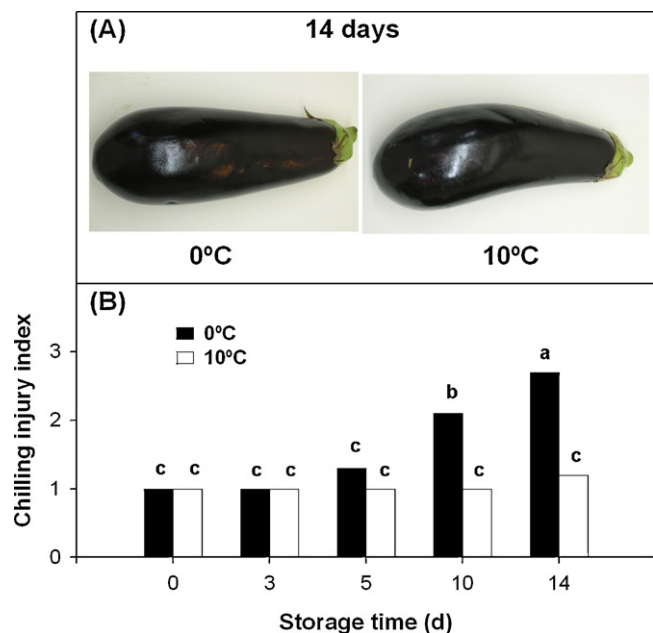 (A)
14 days
0ºC
10ºC
(B)
0ºC
10ºC
Chilling injury index
3
2
1
0
c c c c c c b c a c
0 3 5 10 14
Storage time (d)